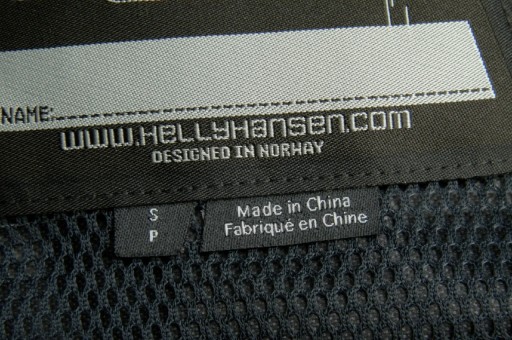 NAME:
www.HELLYHansen.com
DESIGNED IN NORWAY
S
P
Made in China
Fabriqué en Chine